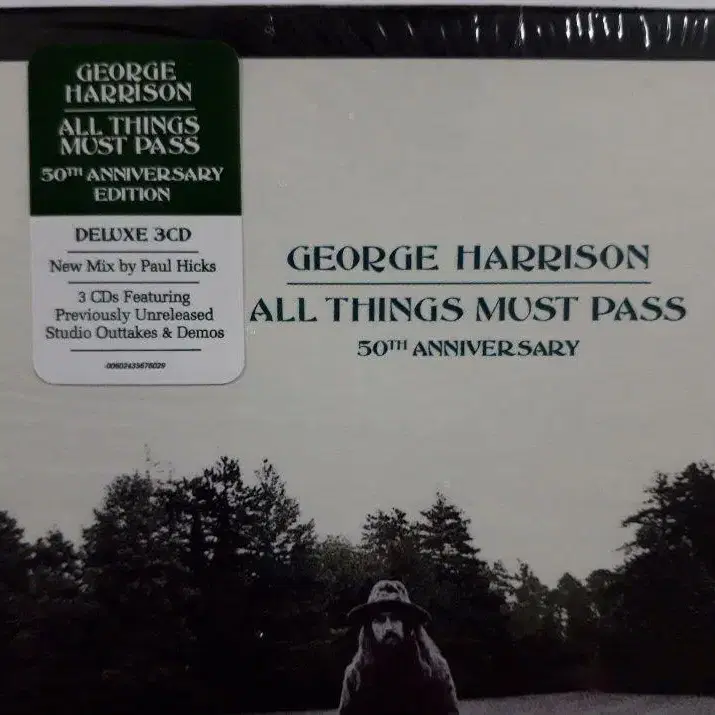 GEORGE
HARRISON
ALL THINGS
MUST PASS
50TH ANNIVERSARY
EDITION
DELUXE 3CD
New Mix by Paul Hicks
3 CDs Featuring
Previously Unreleased
Studio Outtakes & Demos
GEORGE HARRISON
ALL THINGS MUST PASS
50TH ANNIVERSARY